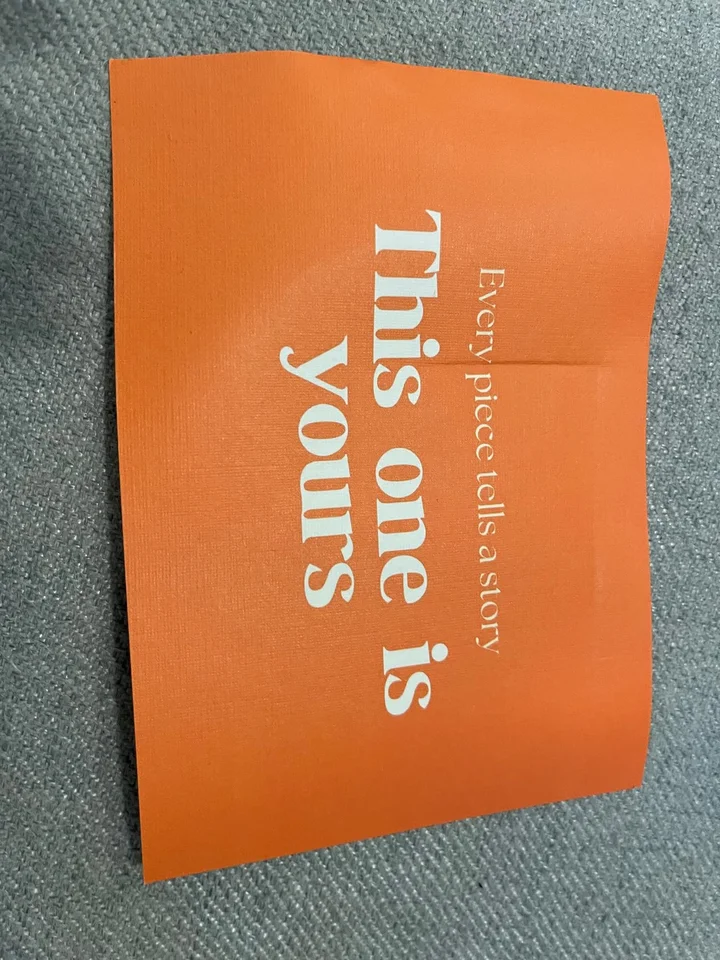 Every piece tells a story
This one is
yours